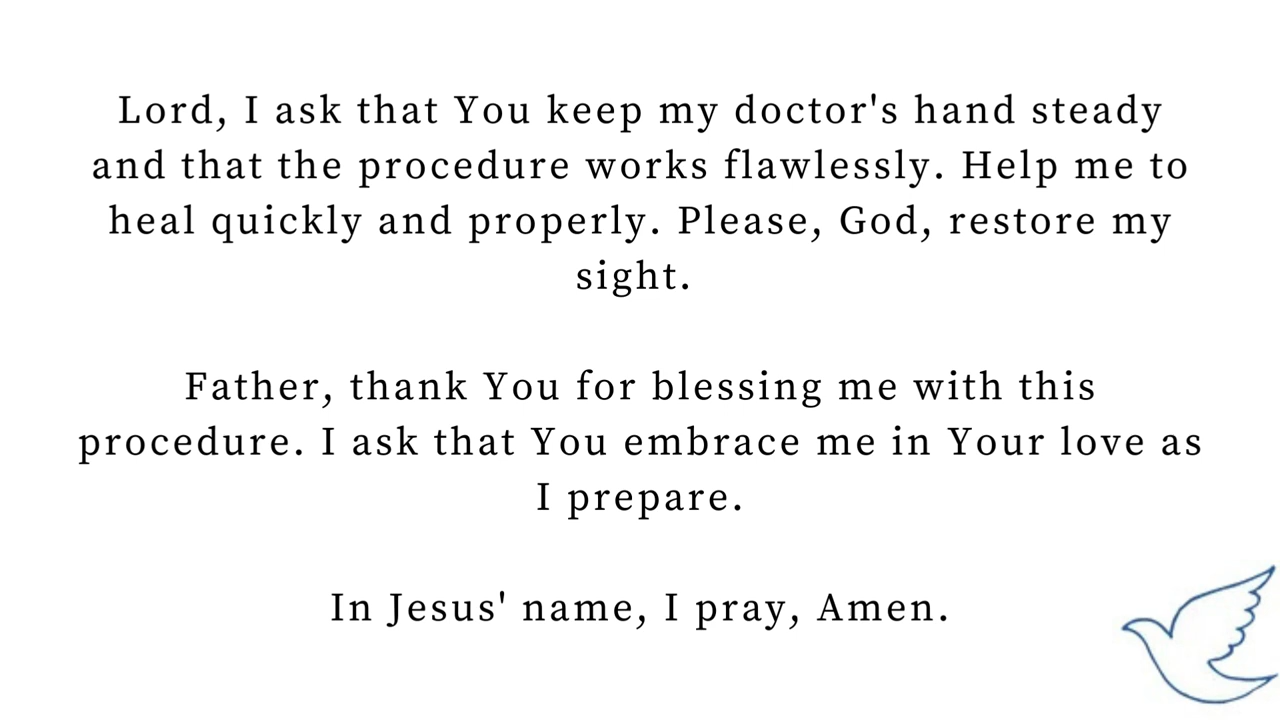 Lord, I ask that You keep my doctor's hand steady
and that the procedure works flawlessly. Help me to
heal quickly and properly. Please, God, restore my
sight.
Father, thank You for blessing me with this
procedure. I ask that You embrace me in Your love as
I prepare.
In Jesus' name, I pray, Amen.